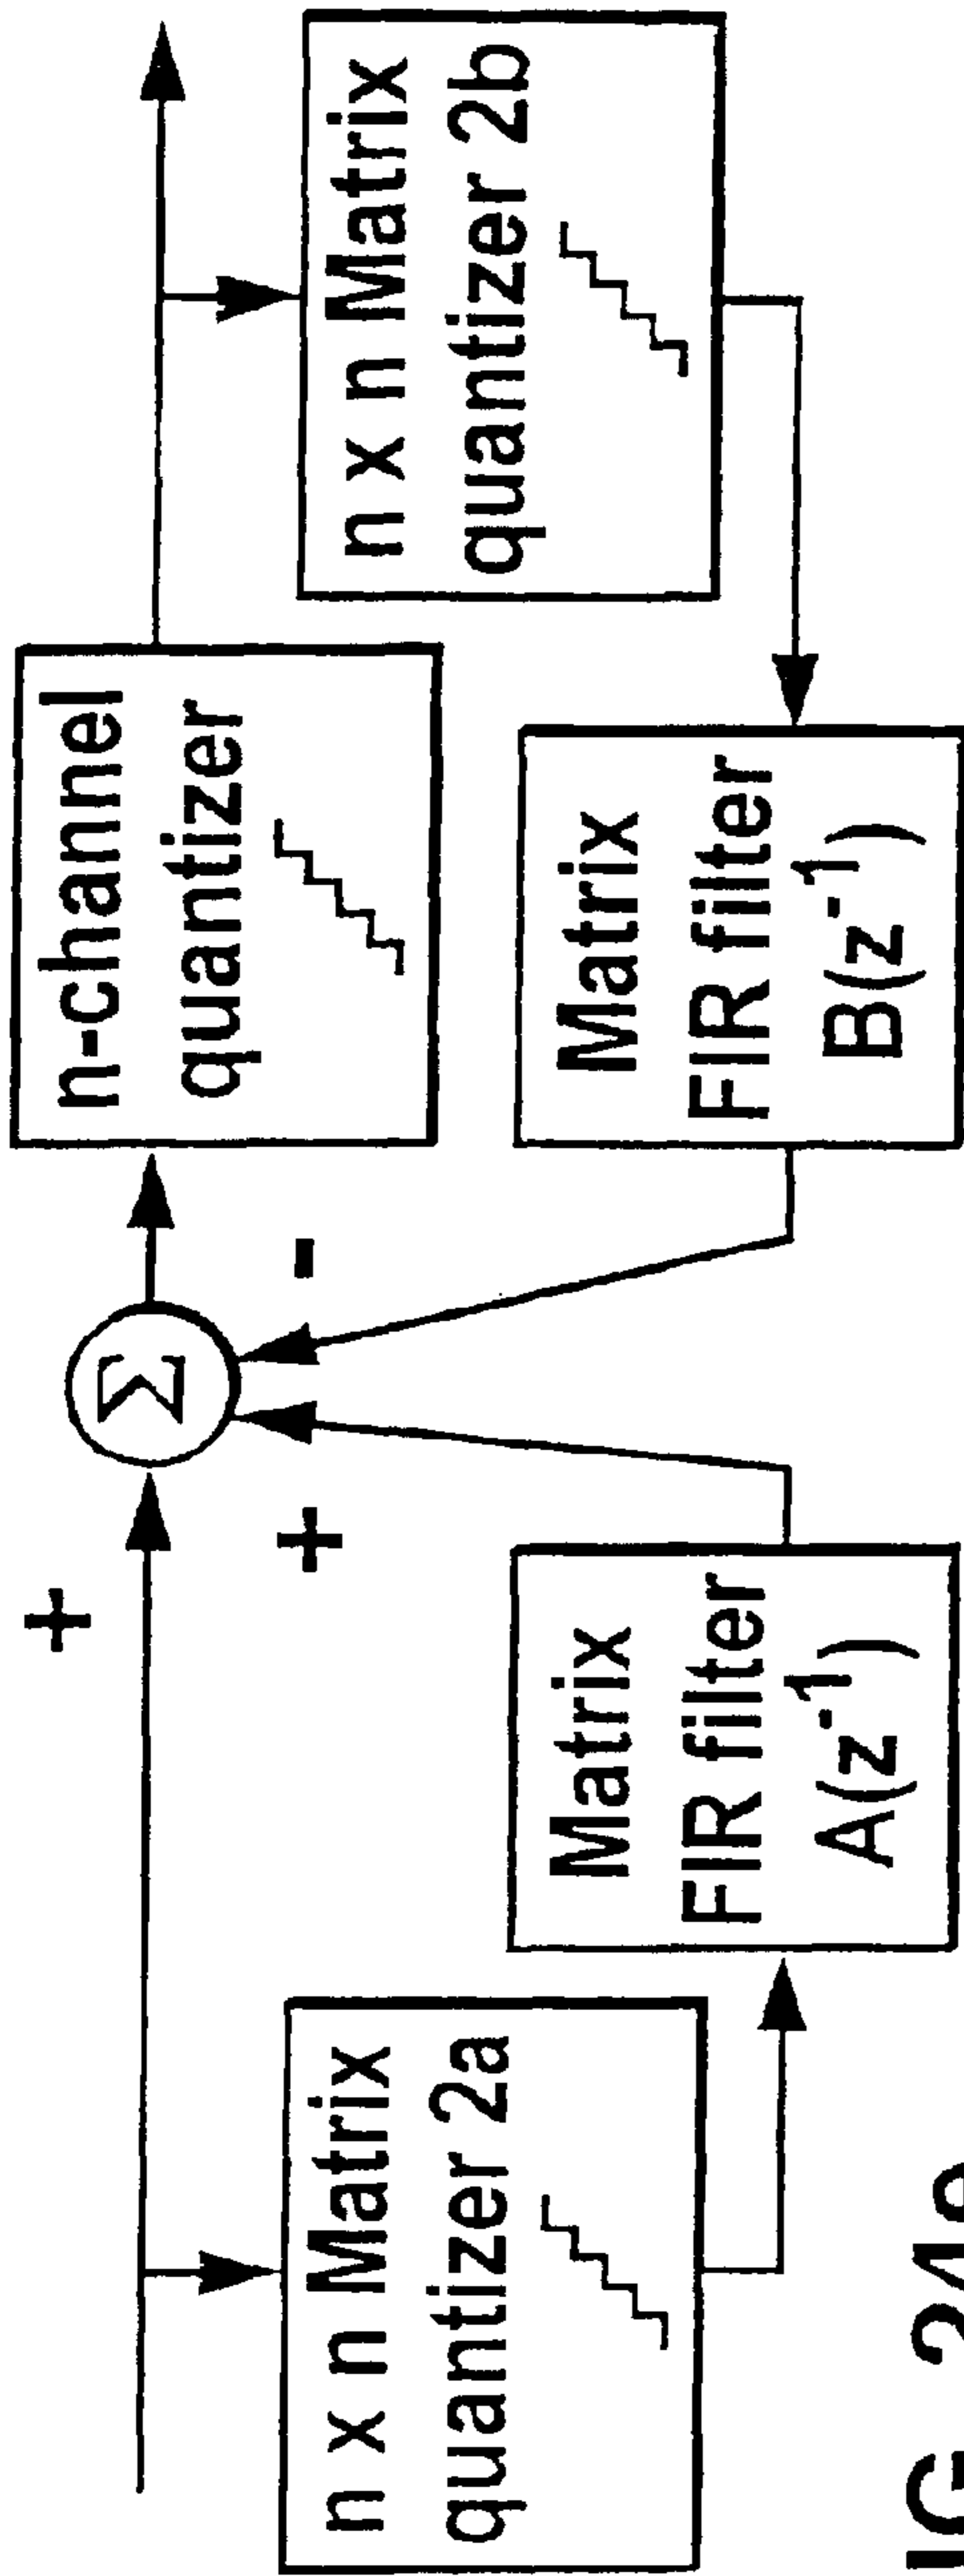 n-channel
quantizer
Σ
+
+
-
n x n Matrix
quantizer 2a
n x n Matrix
quantizer 2b
Matrix
FIR filter
A(z⁻¹)
Matrix
FIR filter
B(z⁻¹)